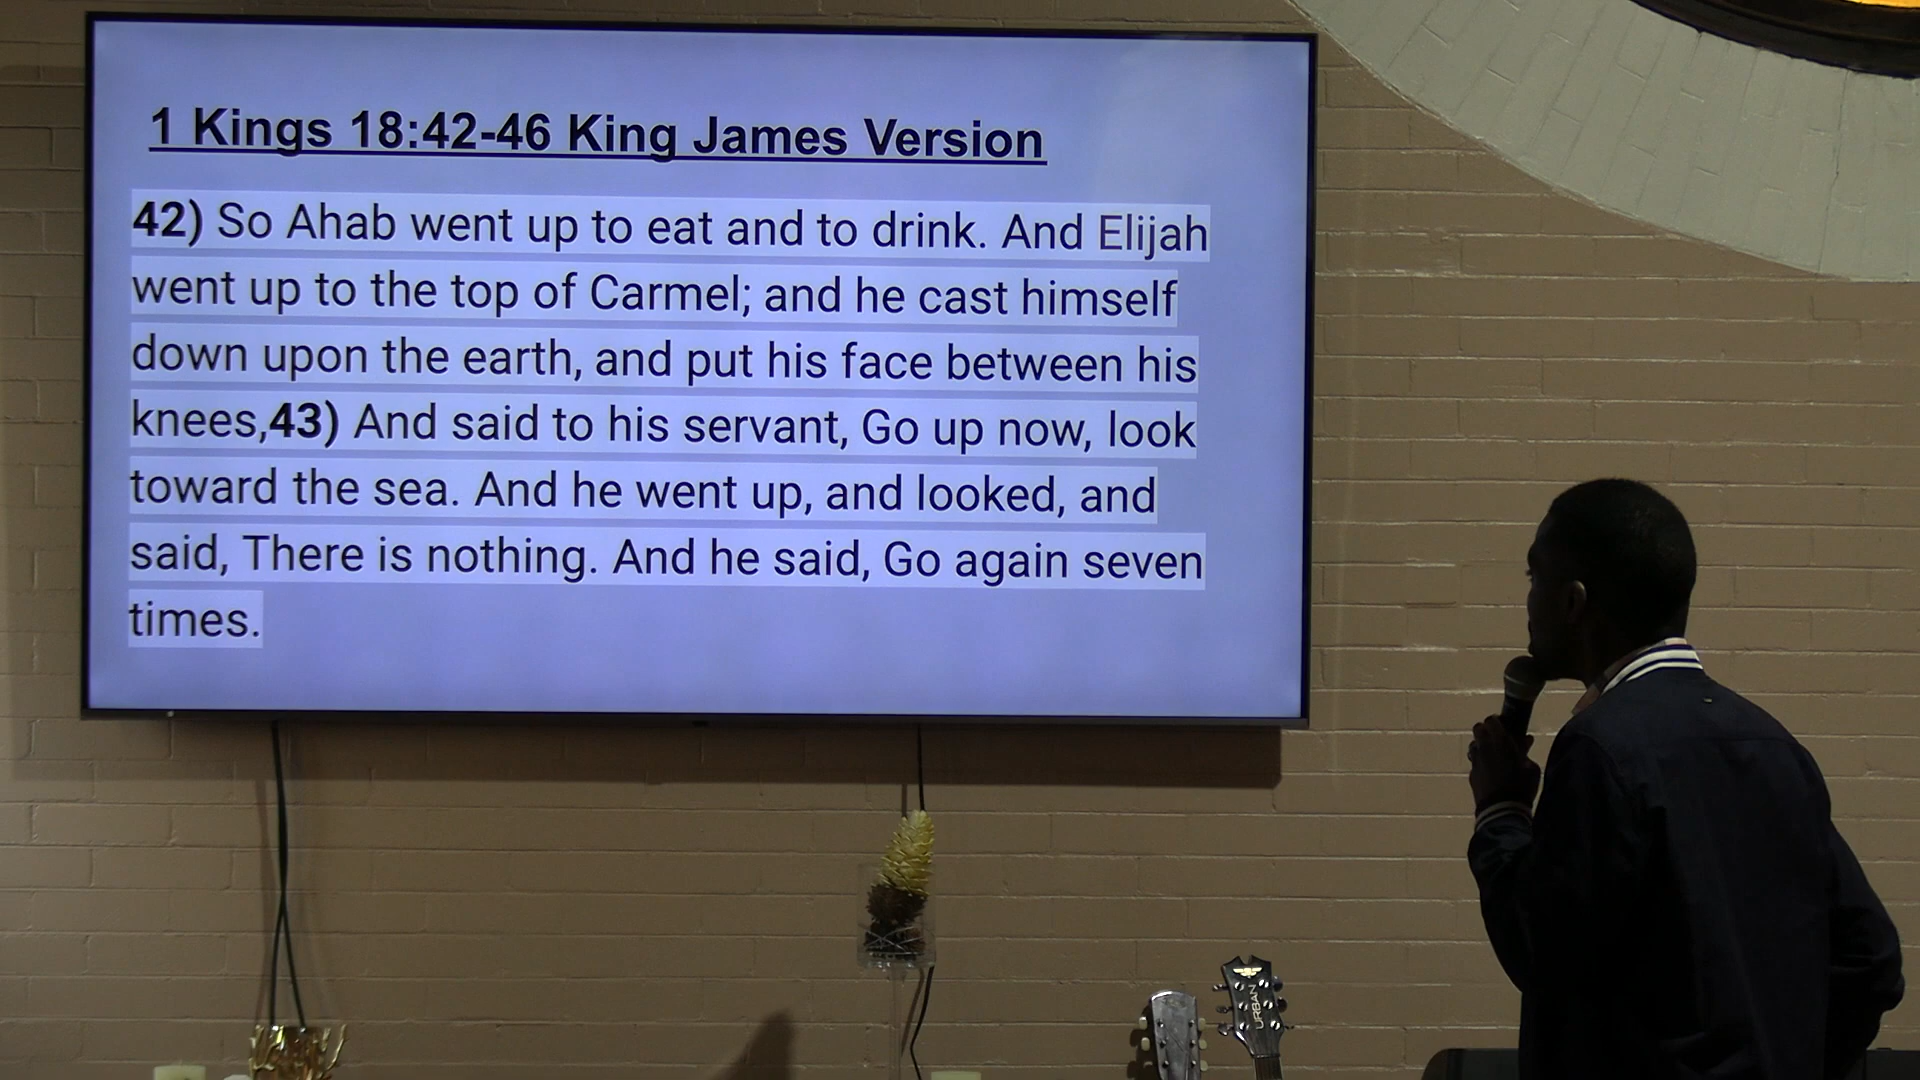 1 Kings 18:42-46 King James Version
42) So Ahab went up to eat and to drink. And Elijah
went up to the top of Carmel; and he cast himself
down upon the earth, and put his face between his
knees,43) And said to his servant, Go up now, look
toward the sea. And he went up, and looked, and
said, There is nothing. And he said, Go again seven
times.
URBAN